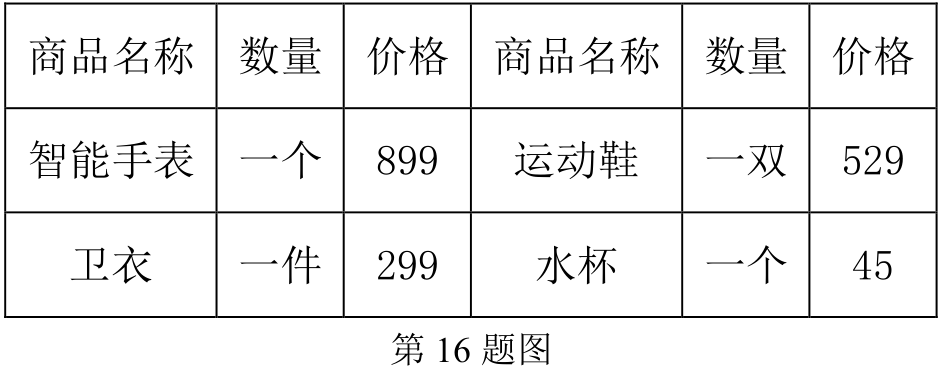 商品名称 数量 价格 商品名称 数量 价格
智能手表 一个 899 运动鞋 一双 529
卫衣 一件 299 水杯 一个 45
第 16 题图